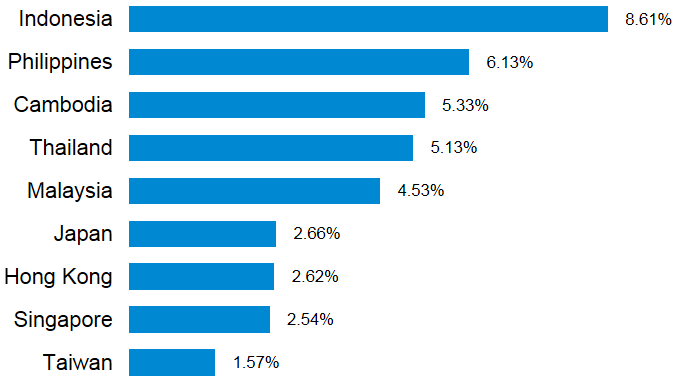 Indonesia 8.61%
Philippines 6.13%
Cambodia 5.33%
Thailand 5.13%
Malaysia 4.53%
Japan 2.66%
Hong Kong 2.62%
Singapore 2.54%
Taiwan 1.57%